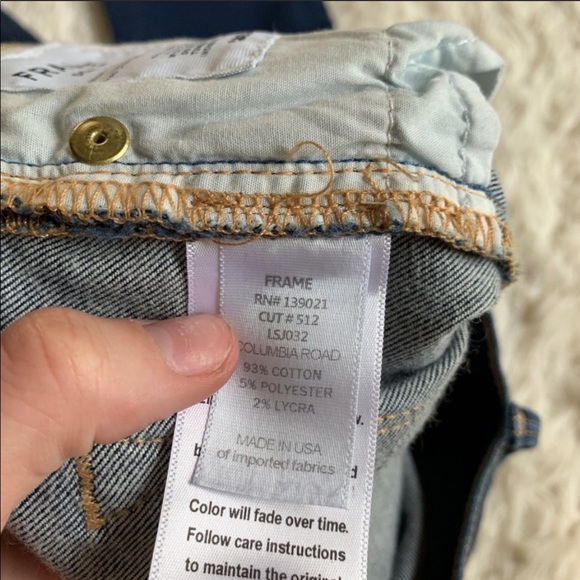 FRA
FRAME
RN# 139021
CUT # 512
LSJ032
COLUMBIA ROAD
93% COTTON
5% POLYESTER
2% LYCRA
MADE IN USA
of imported fabrics
Color will fade over time.
Follow care instructions
to maintain the original